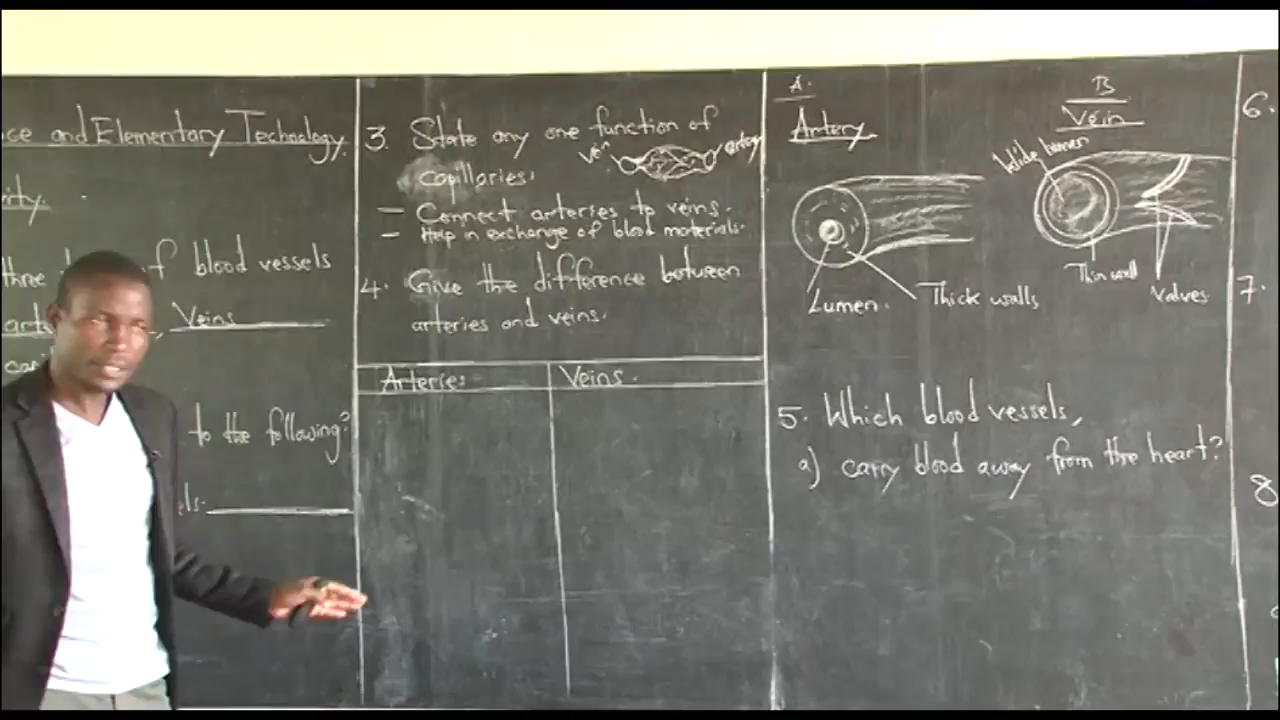 ce and Elementary Technology.
ity.
three of blood vessels
Veins
to the following?
els.
3. State any one function of
capillaries.
Vein
artery
- Connect arteries to veins.
- Help in exchange of blood materials.
4. Give the difference between
arteries and veins.
Arteries
Veins.
A.
Artery
Lumen.
Thick walls
B
Vein
Wide lumen
Thin wall
Valves
5. Which blood vessels,
a) carry blood away from the heart?
6.
7.
8